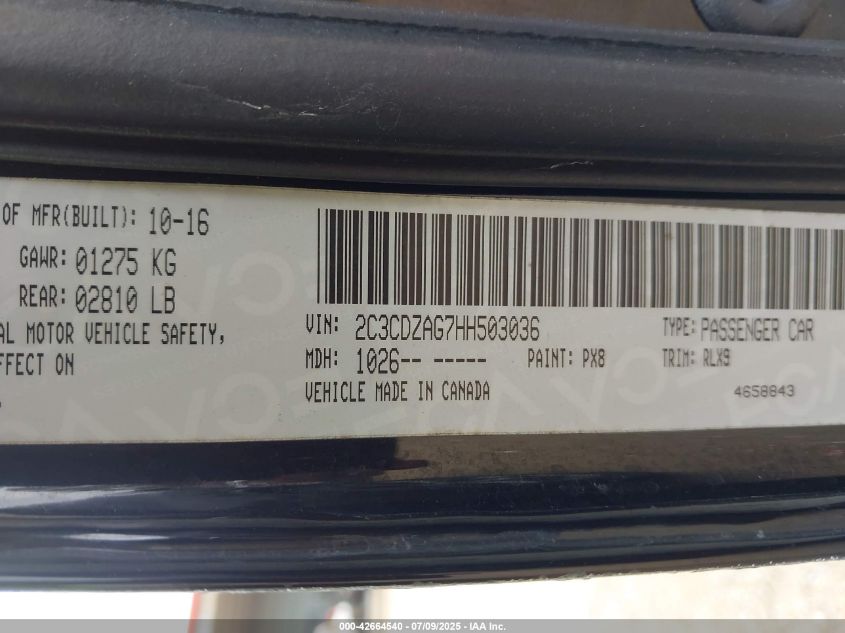 OF MFR(BUILT): 10-16
GAWR: 01275 KG
REAR: 02810 LB
AL MOTOR VEHICLE SAFETY,
FFECT ON
VIN: 2C3CDZAG7HH503036
TYPE: PASSENGER CAR
MDH: 1026-- -----
PAINT: PX8
TRIM: RLX9
VEHICLE MADE IN CANADA
4658843
000-42664540 - 07/09/2025 - IAA Inc.